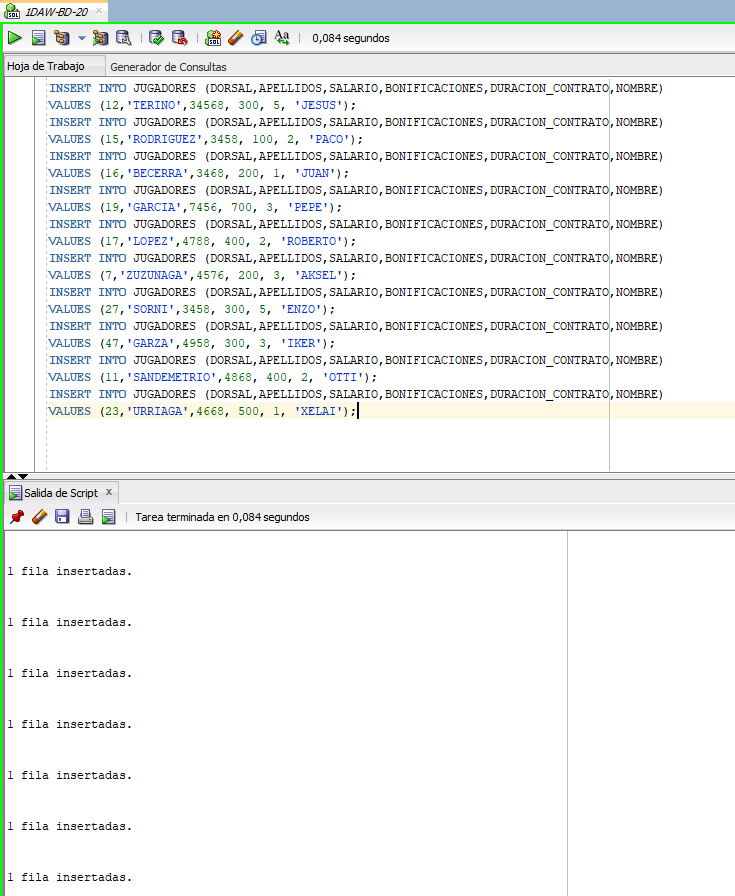 1DAW-BD-20
0,084 segundos
Hoja de Trabajo
Generador de Consultas
INSERT INTO JUGADORES (DORSAL,APELLIDOS,SALARIO,BONIFICACIONES,DURACION_CONTRATO,NOMBRE)
VALUES (12,'TERINO',34568, 300, 5, 'JESUS');
INSERT INTO JUGADORES (DORSAL,APELLIDOS,SALARIO,BONIFICACIONES,DURACION_CONTRATO,NOMBRE)
VALUES (15,'RODRIGUEZ',3458, 100, 2, 'PACO');
INSERT INTO JUGADORES (DORSAL,APELLIDOS,SALARIO,BONIFICACIONES,DURACION_CONTRATO,NOMBRE)
VALUES (16,'BECERRA',3468, 200, 1, 'JUAN');
INSERT INTO JUGADORES (DORSAL,APELLIDOS,SALARIO,BONIFICACIONES,DURACION_CONTRATO,NOMBRE)
VALUES (19,'GARCIA',7456, 700, 3, 'PEPE');
INSERT INTO JUGADORES (DORSAL,APELLIDOS,SALARIO,BONIFICACIONES,DURACION_CONTRATO,NOMBRE)
VALUES (17,'LOPEZ',4788, 400, 2, 'ROBERTO');
INSERT INTO JUGADORES (DORSAL,APELLIDOS,SALARIO,BONIFICACIONES,DURACION_CONTRATO,NOMBRE)
VALUES (7,'ZUZUNAGA',4576, 200, 3, 'AKSEL');
INSERT INTO JUGADORES (DORSAL,APELLIDOS,SALARIO,BONIFICACIONES,DURACION_CONTRATO,NOMBRE)
VALUES (27,'SORNI',3458, 300, 5, 'ENZO');
INSERT INTO JUGADORES (DORSAL,APELLIDOS,SALARIO,BONIFICACIONES,DURACION_CONTRATO,NOMBRE)
VALUES (47,'GARZA',4958, 300, 3, 'IKER');
INSERT INTO JUGADORES (DORSAL,APELLIDOS,SALARIO,BONIFICACIONES,DURACION_CONTRATO,NOMBRE)
VALUES (11,'SANDEMETRIO',4868, 400, 2, 'OTTI');
INSERT INTO JUGADORES (DORSAL,APELLIDOS,SALARIO,BONIFICACIONES,DURACION_CONTRATO,NOMBRE)
VALUES (23,'URRIAGA',4668, 500, 1, 'XELAI');
Salida de Script x
Tarea terminada en 0,084 segundos
1 fila insertadas.
1 fila insertadas.
1 fila insertadas.
1 fila insertadas.
1 fila insertadas.
1 fila insertadas.
1 fila insertadas.